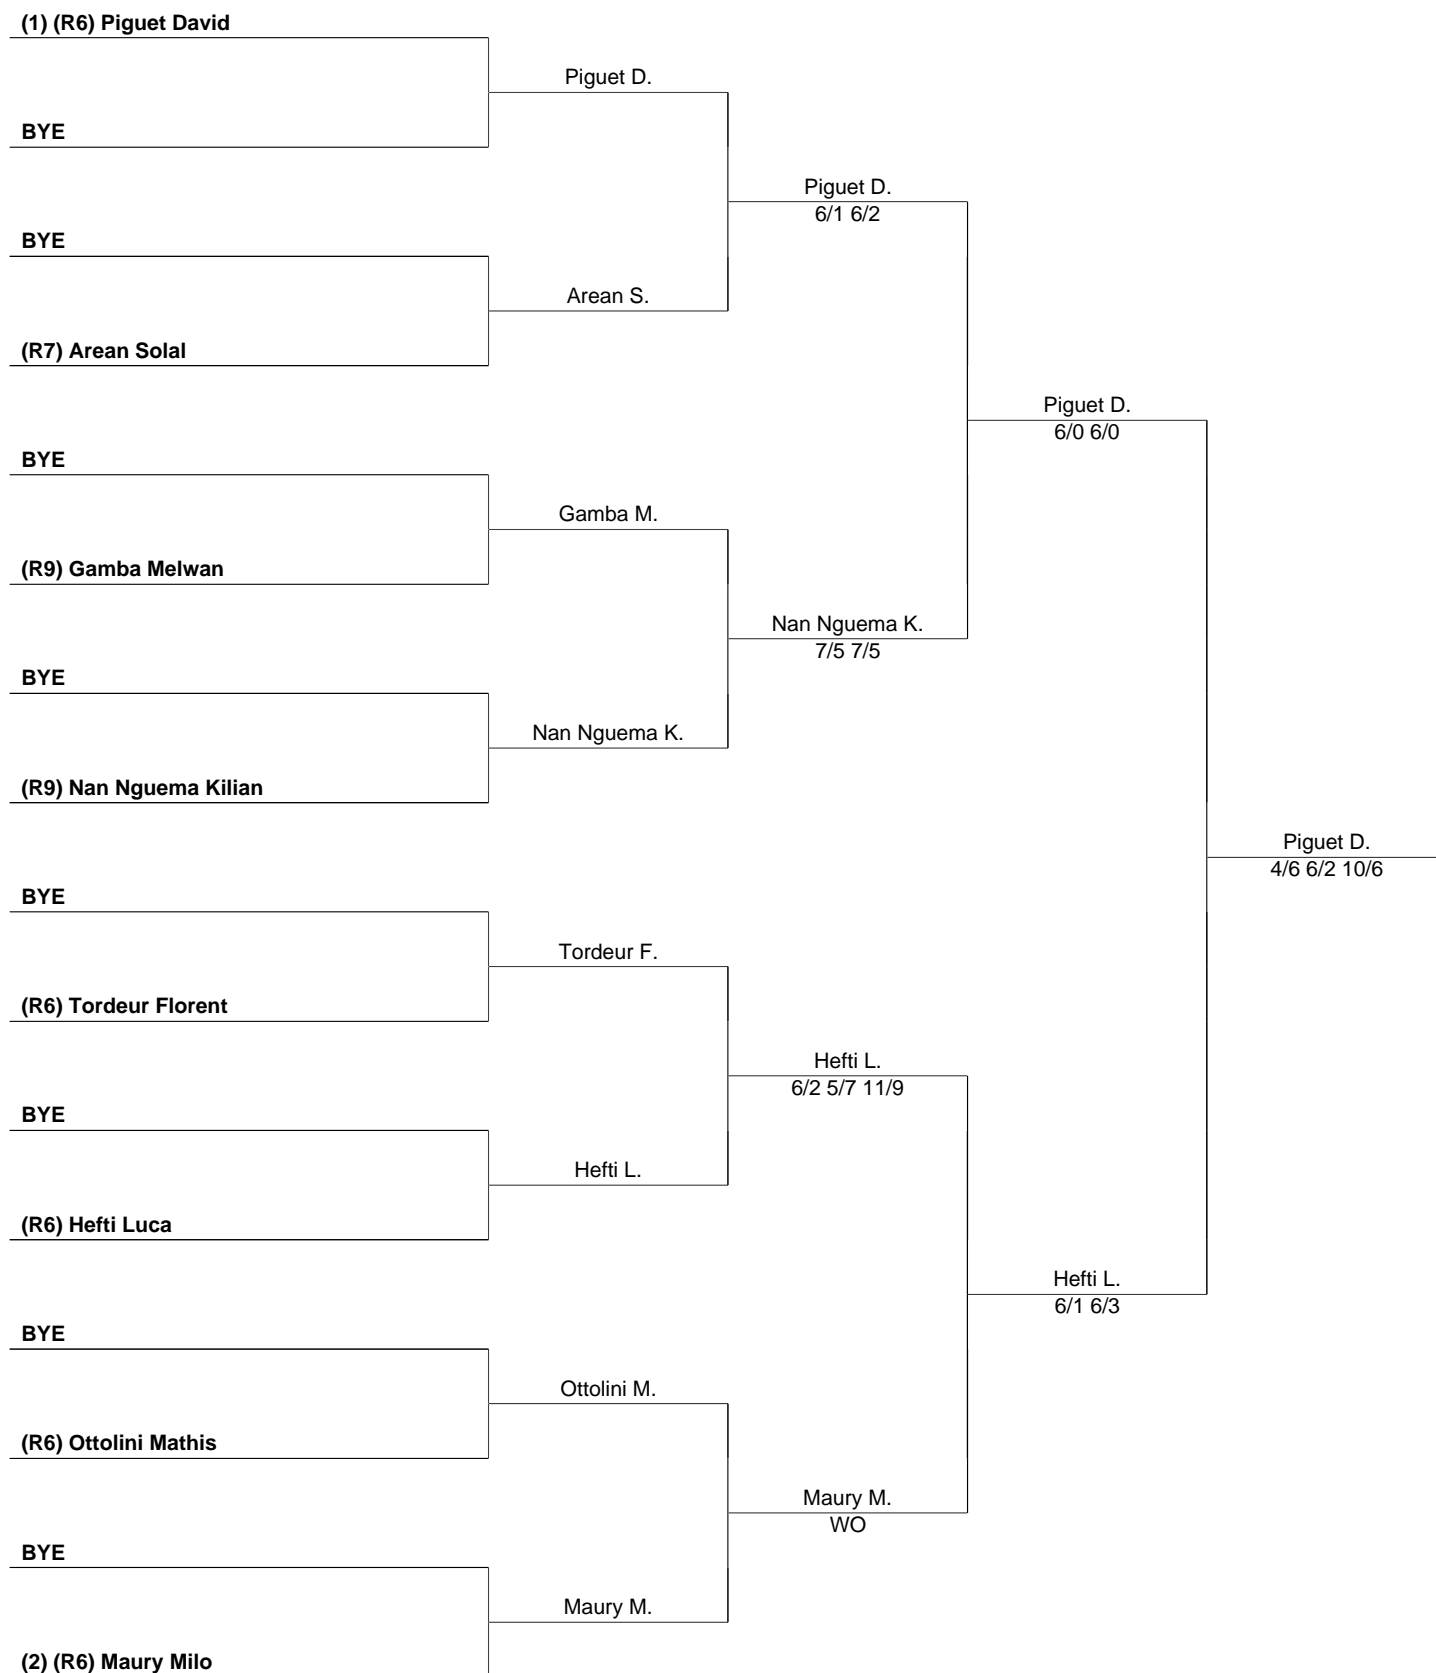 (1) (R6) Piguet David
Piguet D.
BYE
Piguet D.
6/1 6/2
BYE
Arean S.
(R7) Arean Solal
Piguet D.
6/0 6/0
BYE
Gamba M.
(R9) Gamba Melwan
Nan Nguema K.
7/5 7/5
BYE
Nan Nguema K.
(R9) Nan Nguema Kilian
Piguet D.
4/6 6/2 10/6
BYE
Tordeur F.
(R6) Tordeur Florent
Hefti L.
6/2 5/7 11/9
BYE
Hefti L.
(R6) Hefti Luca
Hefti L.
6/1 6/3
BYE
Ottolini M.
(R6) Ottolini Mathis
Maury M.
WO
BYE
Maury M.
(2) (R6) Maury Milo